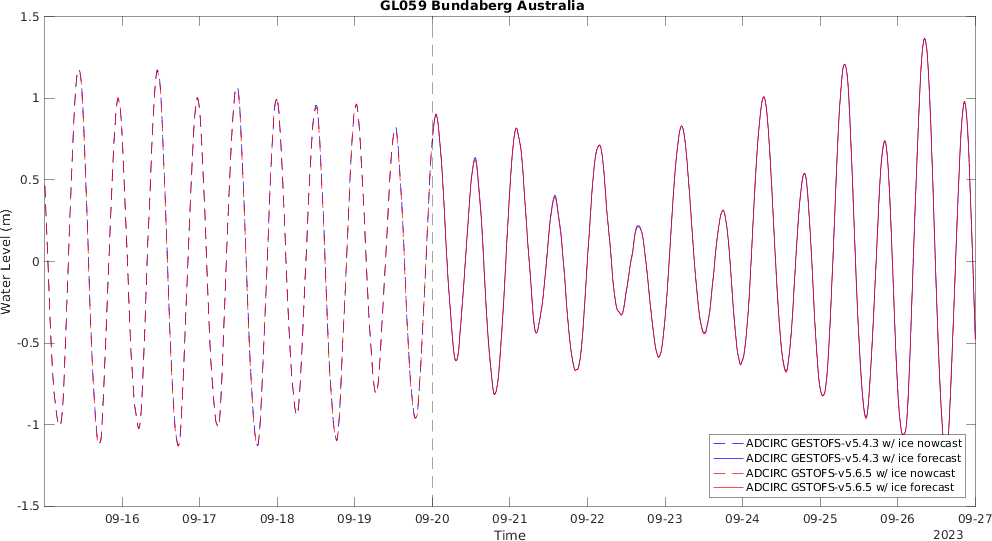 GL059 Bundaberg Australia
1.5
1
0.5
0
-0.5
-1
-1.5
Water Level (m)
ADCIRC GESTOFS-v5.4.3 w/ ice nowcast
ADCIRC GESTOFS-v5.4.3 w/ ice forecast
ADCIRC GSTOFS-v5.6.5 w/ ice nowcast
ADCIRC GSTOFS-v5.6.5 w/ ice forecast
09-16 09-17 09-18 09-19 09-20 09-21 09-22 09-23 09-24 09-25 09-26 09-27
Time
2023